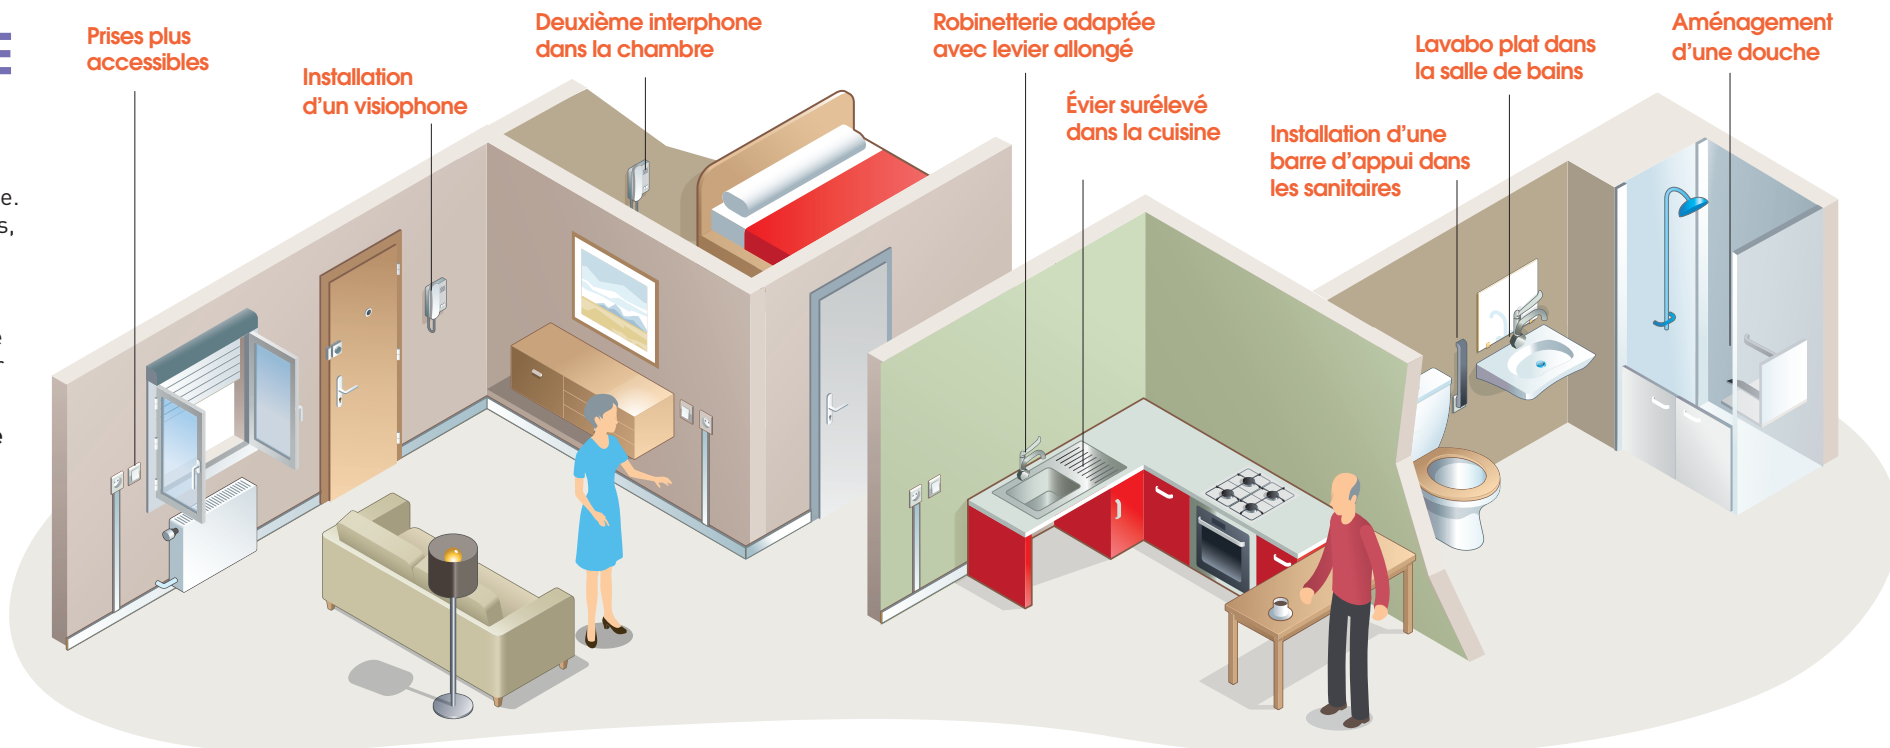 E
e.
s,
e
r
e
Prises plus
accessibles
Installation
d'un visiophone
Deuxième interphone
dans la chambre
Robinetterie adaptée
avec levier allongé
Évier surélevé
dans la cuisine
Installation d'une
barre d'appui dans
les sanitaires
Lavabo plat dans
la salle de bains
Aménagement
d'une douche